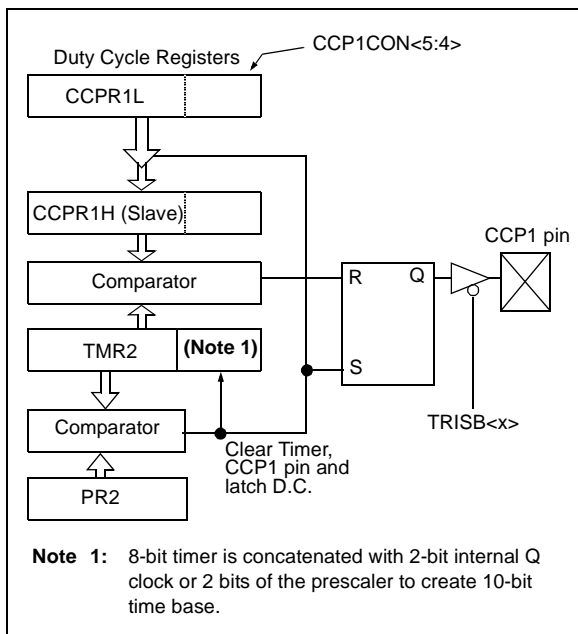 CCP1CON<5:4>
Duty Cycle Registers
CCPR1L
CCPR1H (Slave)
CCP1 pin
Comparator
R
Q
TMR2
(Note 1)
S
TRISB<x>
Comparator
Clear Timer,
CCP1 pin and
latch D.C.
PR2
Note 1: 8-bit timer is concatenated with 2-bit internal Q
clock or 2 bits of the prescaler to create 10-bit
time base.